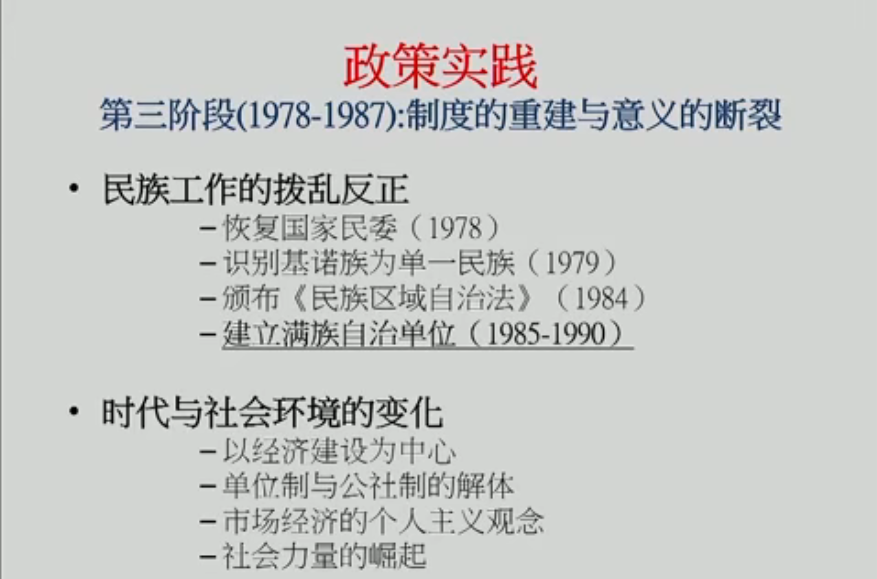 政策实践
第三阶段(1978-1987):制度的重建与意义的断裂
• 民族工作的拨乱反正
–恢复国家民委（1978）
–识别基诺族为单一民族（1979）
–颁布《民族区域自治法》（1984）
–建立满族自治单位（1985-1990）
• 时代与社会环境的变化
–以经济建设为中心
–单位制与公社制的解体
–市场经济的个人主义观念
–社会力量的崛起